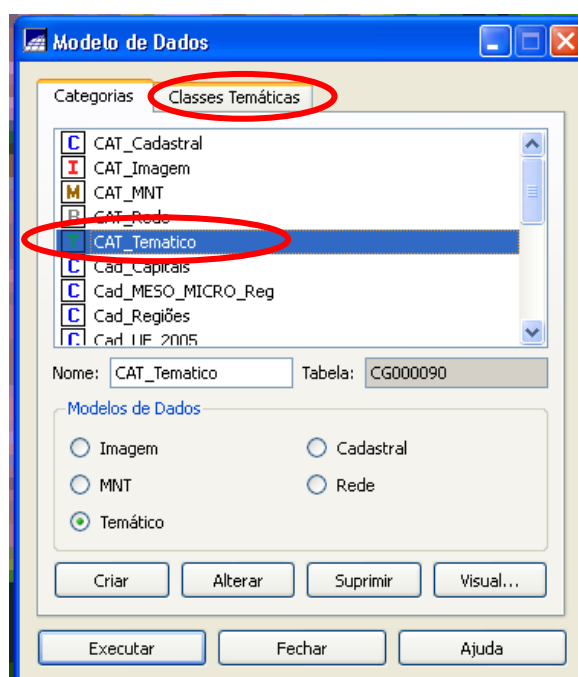 Modelo de Dados
Categorias Classes Temáticas
C CAT_Cadastral
I CAT_Imagem
M CAT_MNT
R CAT_Rede
T CAT_Tematico
C Cad_Capitais
C Cad_MESO_MICRO_Reg
C Cad_Regiões
C Cad_UF_2005
Nome: CAT_Tematico Tabela: CG000090
Modelos de Dados
Imagem Cadastral
MNT Rede
Temático
Criar Alterar Suprimir Visual...
Executar Fechar Ajuda